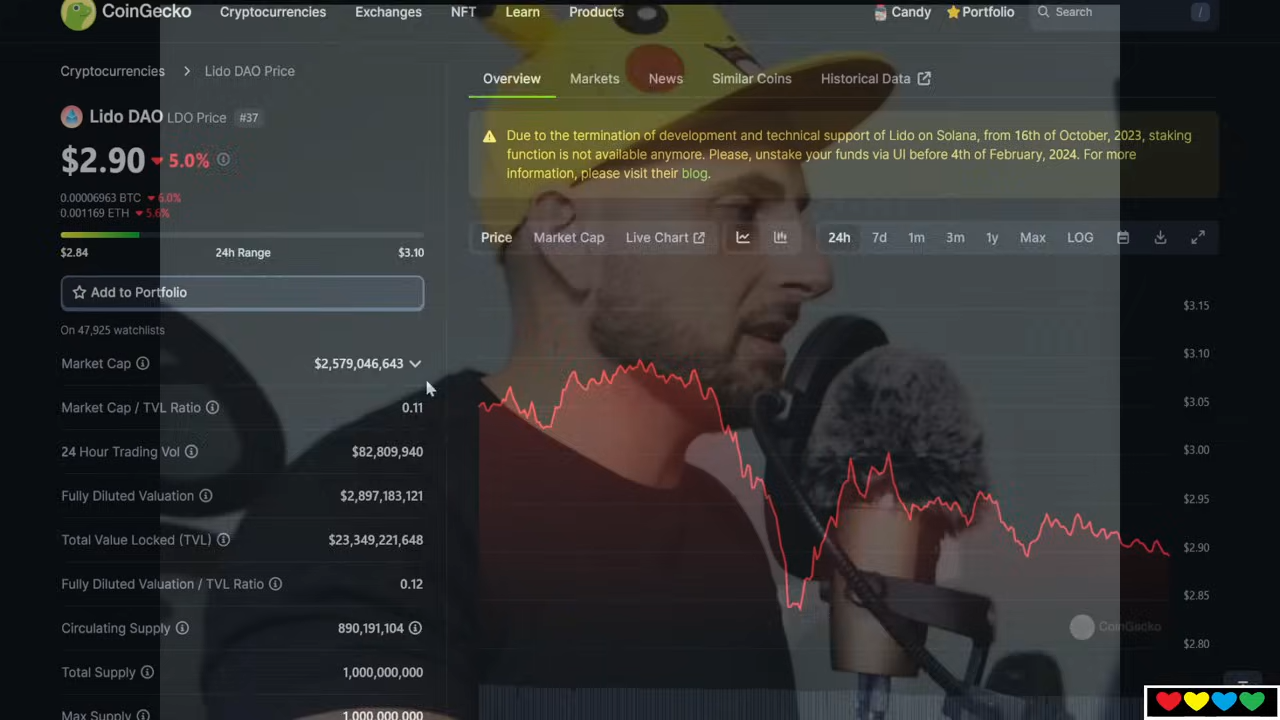 CoinGecko
Cryptocurrencies Exchanges NFT Learn Products
Candy Portfolio Search /
Cryptocurrencies > Lido DAO Price
Overview Markets News Similar Coins Historical Data
Lido DAO LDO Price #37
$2.90 5.0%
0.00006963 BTC 6.0%
0.001169 ETH 5.6%
$2.84 24h Range $3.10
Add to Portfolio
On 47,925 watchlists
Market Cap $2,579,046,643
Market Cap / TVL Ratio 0.11
24 Hour Trading Vol $82,809,940
Fully Diluted Valuation $2,897,183,121
Total Value Locked (TVL) $23,349,221,648
Fully Diluted Valuation / TVL Ratio 0.12
Circulating Supply 890,191,104
Total Supply 1,000,000,000
Max Supply 1,000,000,000
Due to the termination of development and technical support of Lido on Solana, from 16th of October, 2023, staking
function is not available anymore. Please, unstake your funds via UI before 4th of February, 2024. For more
information, please visit their blog.
Price Market Cap Live Chart 24h 7d 1m 3m 1y Max LOG
$3.15
$3.10
$3.05
$3.00
$2.95
$2.90
$2.85
$2.80
CoinGecko